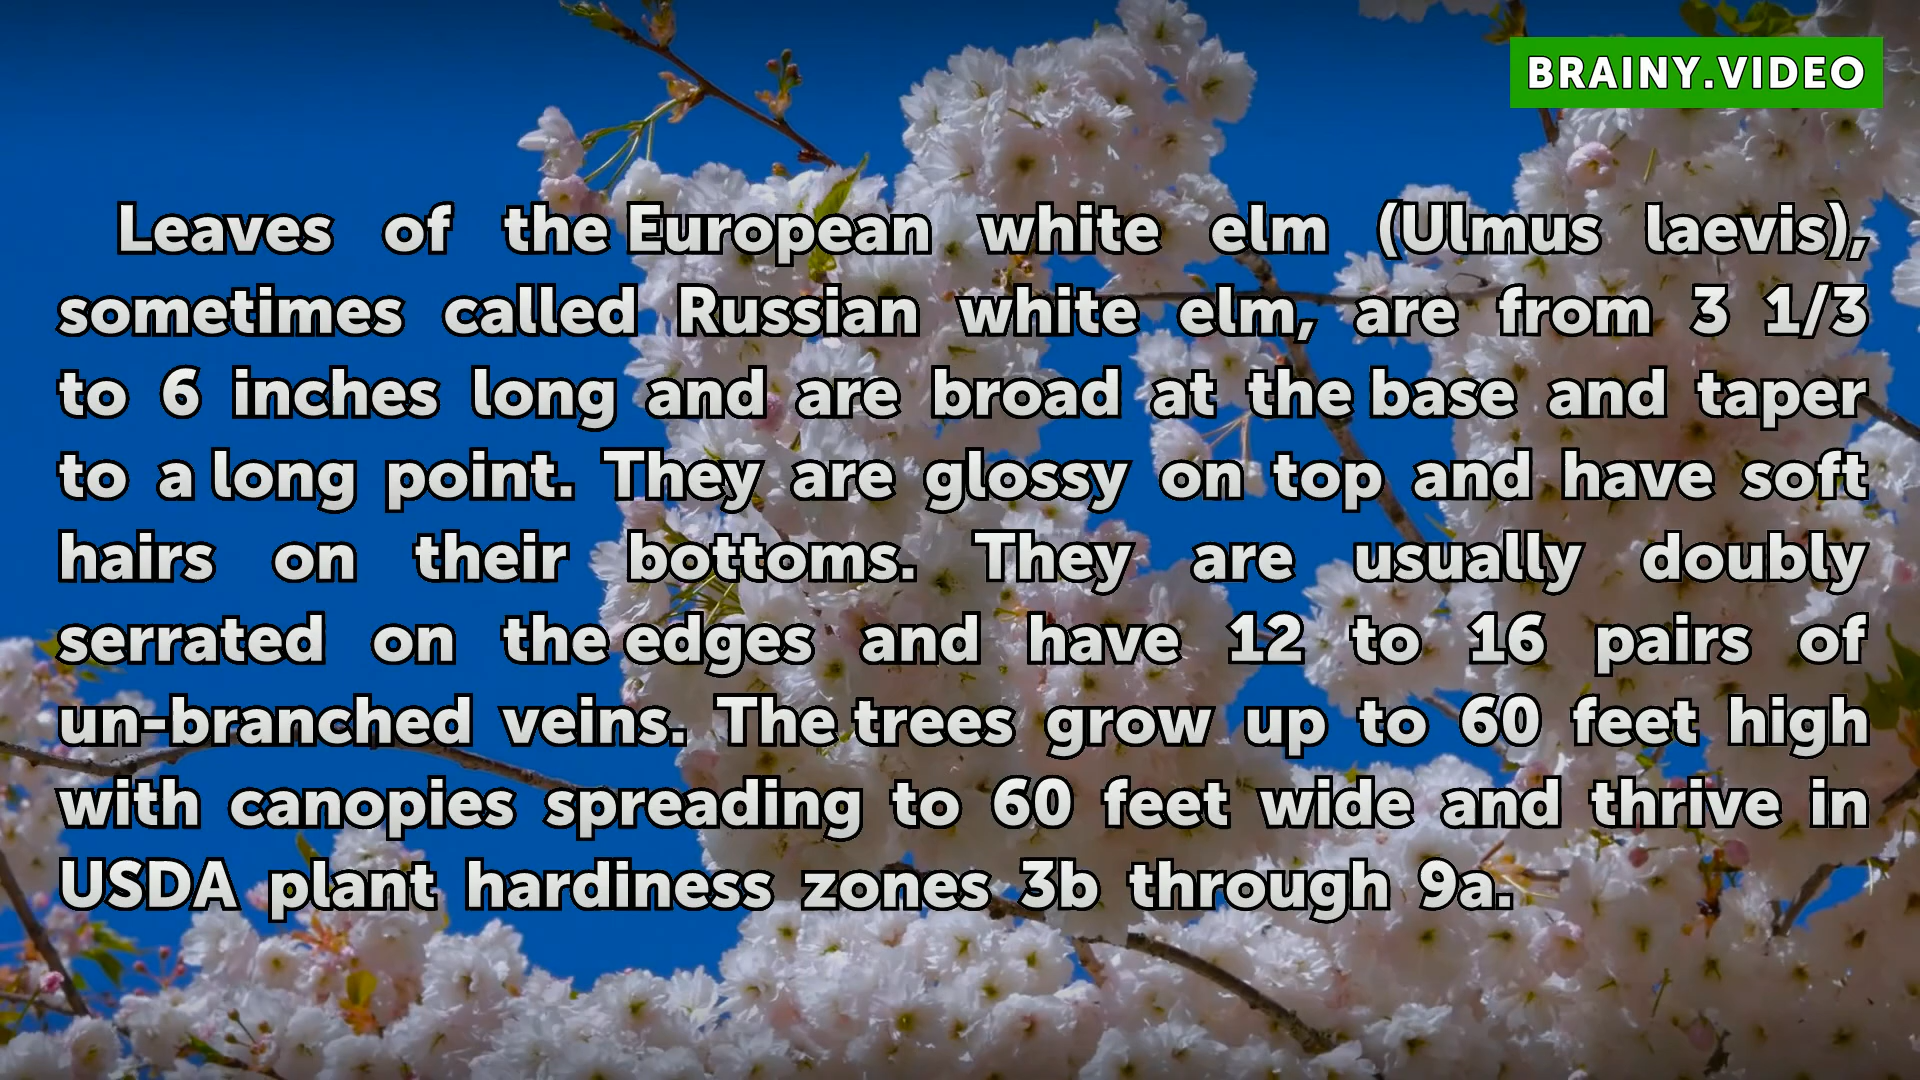 BRAINY.VIDEO
Leaves of the European white elm (Ulmus laevis),
sometimes called Russian white elm, are from 3 1/3
to 6 inches long and are broad at the base and taper
to a long point. They are glossy on top and have soft
hairs on their bottoms. They are usually doubly
serrated on the edges and have 12 to 16 pairs of
un-branched veins. The trees grow up to 60 feet high
with canopies spreading to 60 feet wide and thrive in
USDA plant hardiness zones 3b through 9a.